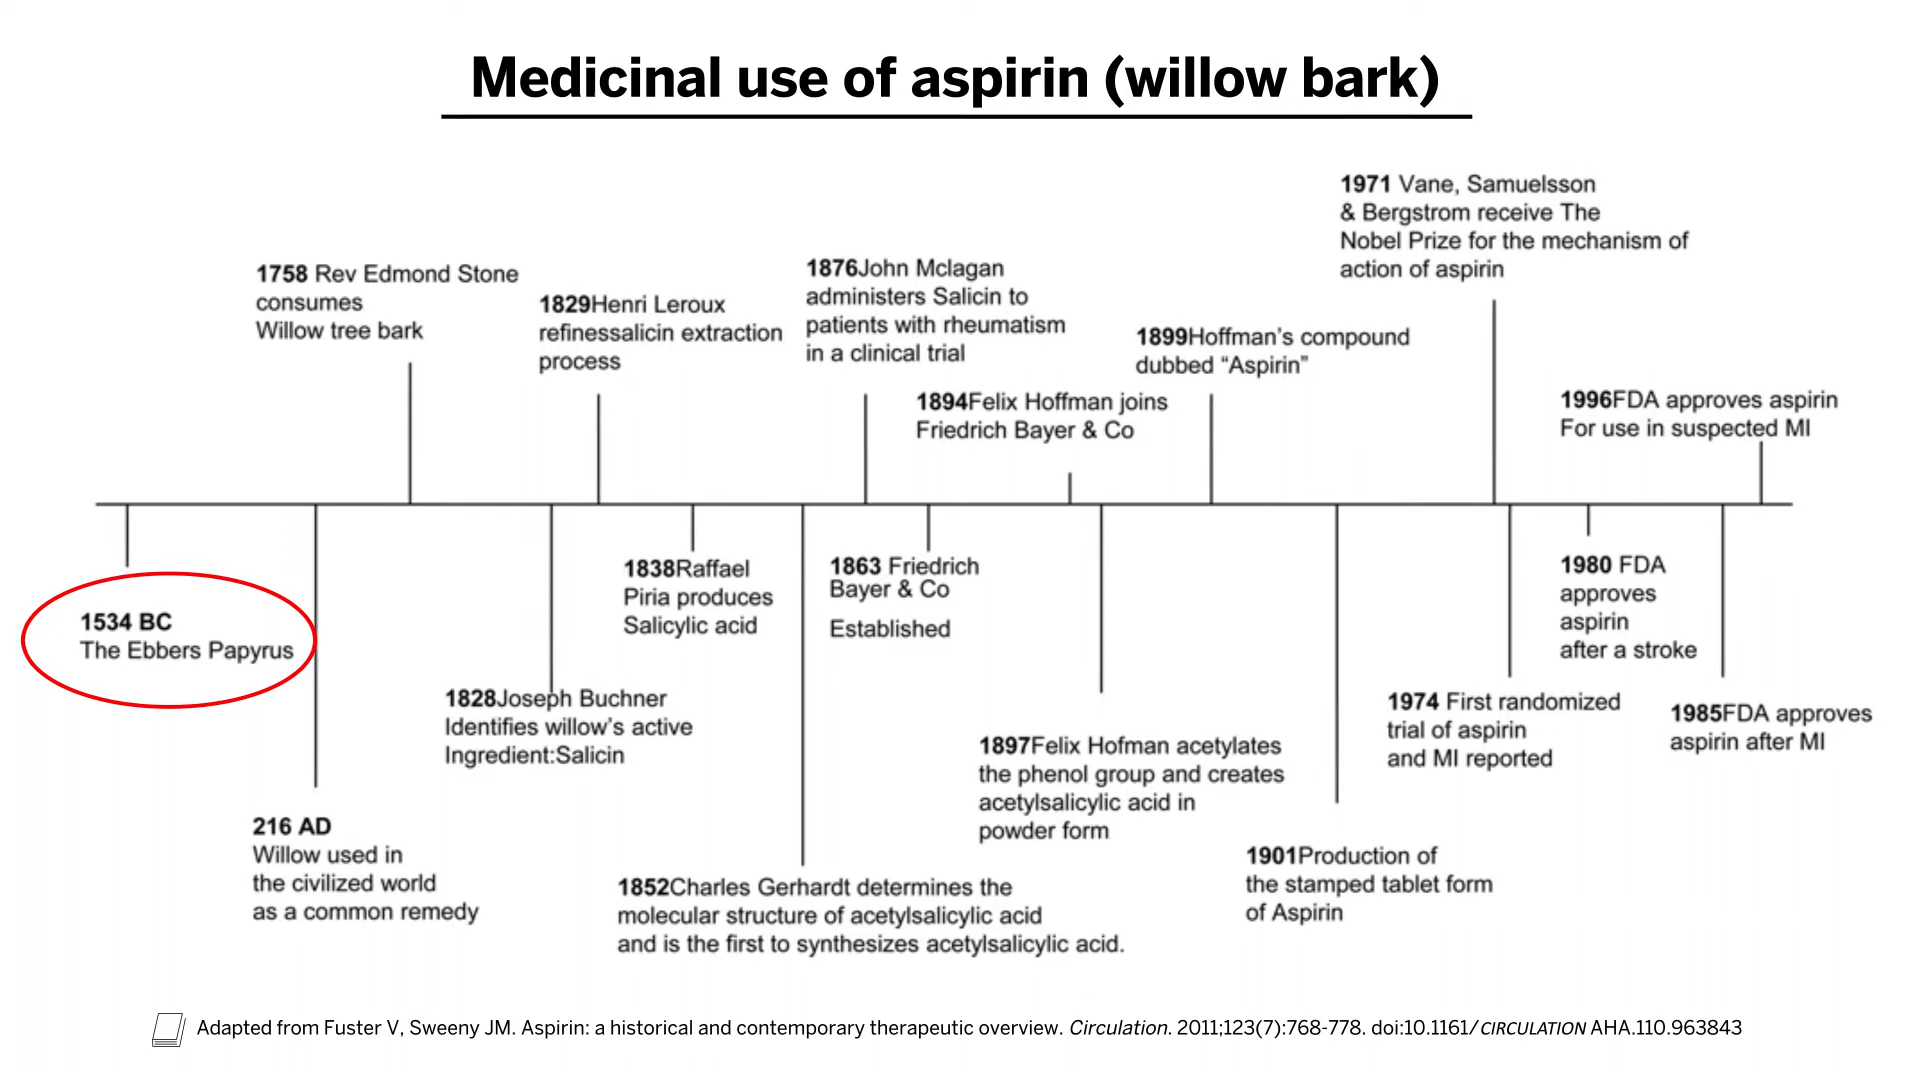 Medicinal use of aspirin (willow bark)
1971 Vane, Samuelsson
& Bergstrom receive The
Nobel Prize for the mechanism of
action of aspirin
1758 Rev Edmond Stone
consumes
Willow tree bark
1829Henri Leroux
refinessalicin extraction
process
1876John Mclagan
administers Salicin to
patients with rheumatism
in a clinical trial
1894Felix Hoffman joins
Friedrich Bayer & Co
1899Hoffman's compound
dubbed “Aspirin”
1996FDA approves aspirin
For use in suspected MI
1534 BC
The Ebbers Papyrus
216 AD
Willow used in
the civilized world
as a common remedy
1828Joseph Buchner
Identifies willow's active
Ingredient:Salicin
1838Raffael
Piria produces
Salicylic acid
1852Charles Gerhardt determines the
molecular structure of acetylsalicylic acid
and is the first to synthesizes acetylsalicylic acid.
1863 Friedrich
Bayer & Co
Established
1897Felix Hofman acetylates
the phenol group and creates
acetylsalicylic acid in
powder form
1901Production of
the stamped tablet form
of Aspirin
1974 First randomized
trial of aspirin
and MI reported
1980 FDA
approves
aspirin
after a stroke
1985FDA approves
aspirin after MI
Adapted from Fuster V, Sweeny JM. Aspirin: a historical and contemporary therapeutic overview. Circulation. 2011;123(7):768-778. doi:10.1161/CIRCULATION AHA.110.963843